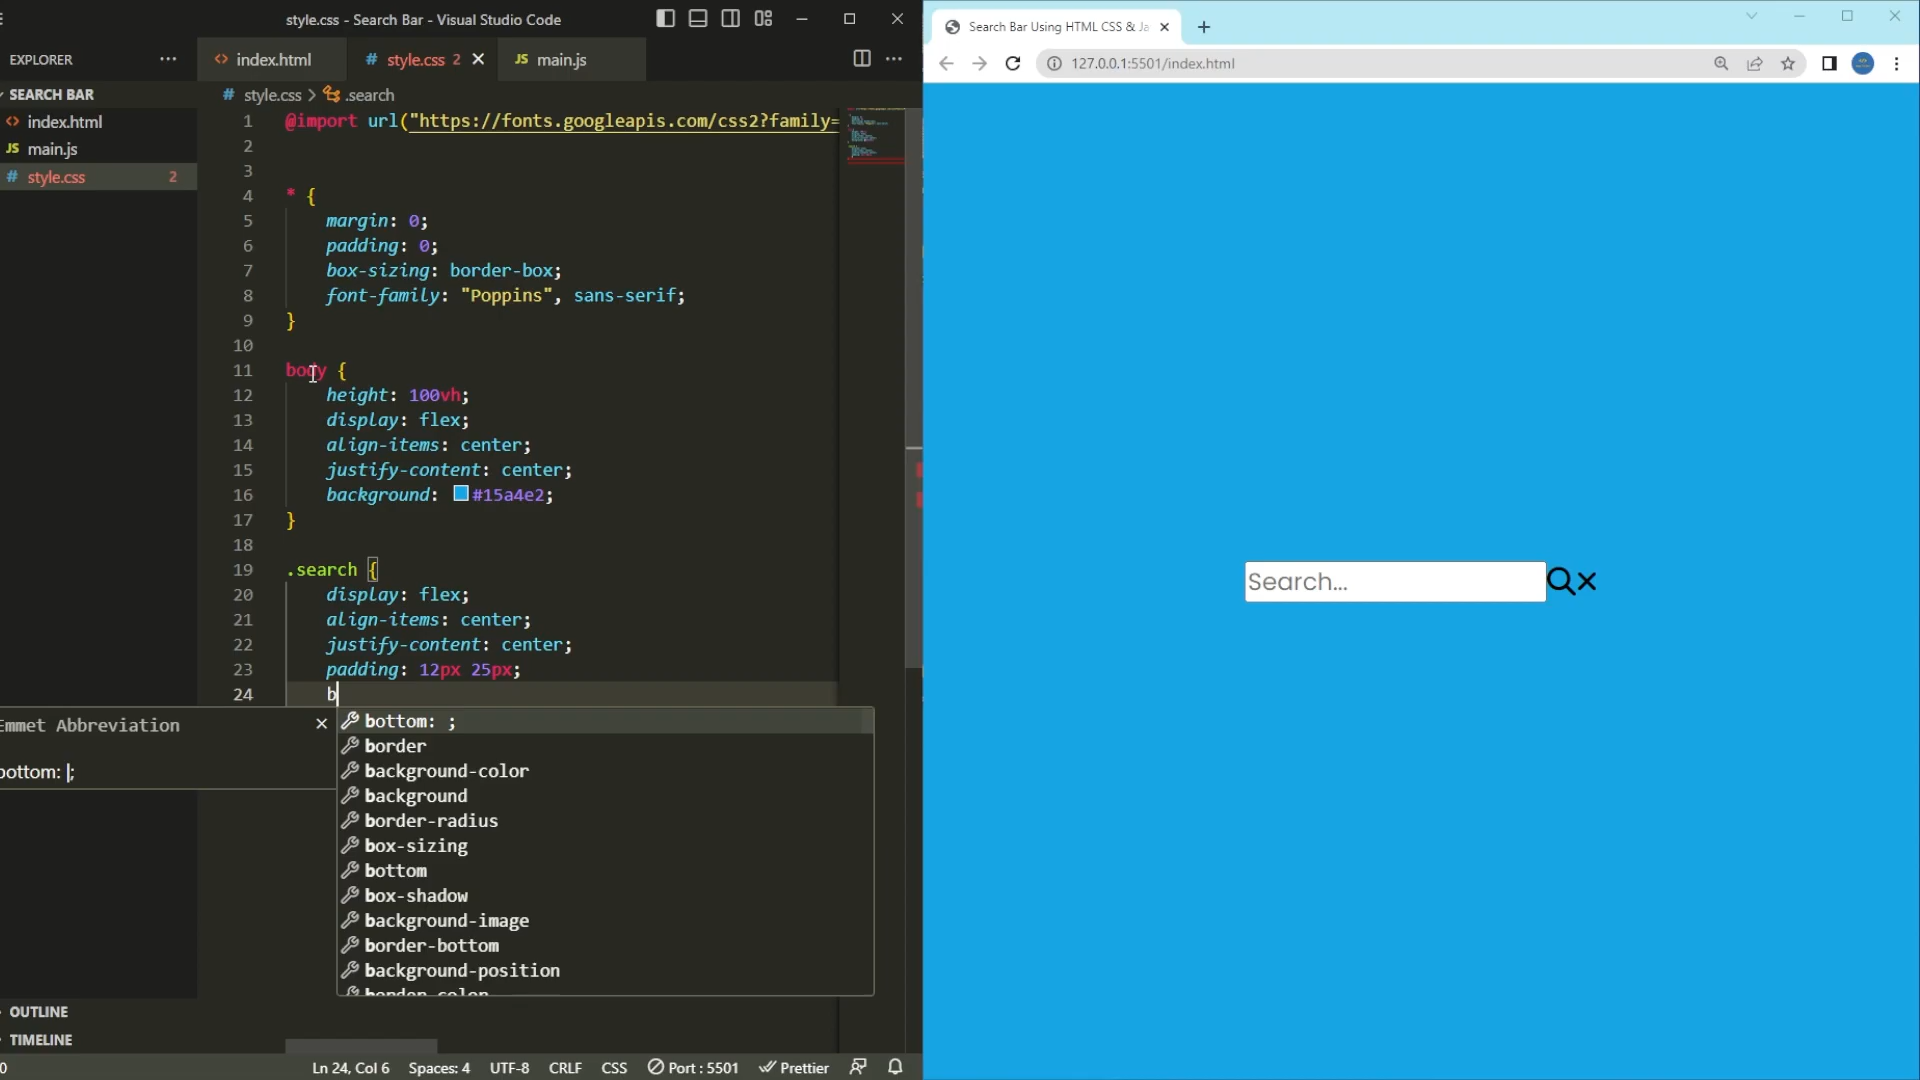 style.css - Search Bar - Visual Studio Code
EXPLORER
index.html
style.css 2
JS main.js
SEARCH BAR
index.html
JS main.js
# style.css 2
# style.css > .search
1 @import url("https://fonts.googleapis.com/css2?family=
2
3
4 * {
5 margin: 0;
6 padding: 0;
7 box-sizing: border-box;
8 font-family: "Poppins", sans-serif;
9 }
10
11 body {
12 height: 100vh;
13 display: flex;
14 align-items: center;
15 justify-content: center;
16 background: #15a4e2;
17 }
18
19 .search {
20 display: flex;
21 align-items: center;
22 justify-content: center;
23 padding: 12px 25px;
24 b
Emmet Abbreviation
bottom: |;
bottom: ;
border
background-color
background
border-radius
box-sizing
bottom
box-shadow
background-image
border-bottom
background-position
border-color
OUTLINE
TIMELINE
Ln 24, Col 6 Spaces: 4 UTF-8 CRLF CSS Port : 5501 Prettier
Search Bar Using HTML CSS & Ja
127.0.0.1:5501/index.html
Search...